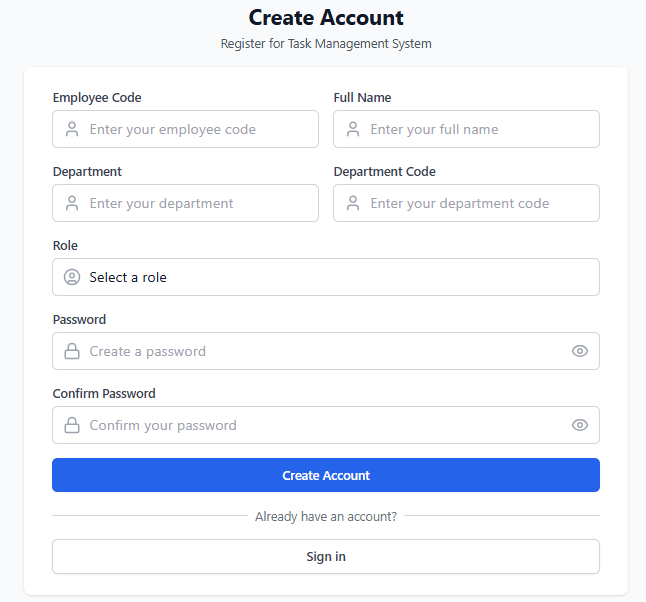 Create Account
Register for Task Management System
Employee Code
Full Name
Enter your employee code
Enter your full name
Department
Department Code
Enter your department
Enter your department code
Role
Select a role
Password
Create a password
Confirm Password
Confirm your password
Create Account
Already have an account?
Sign in